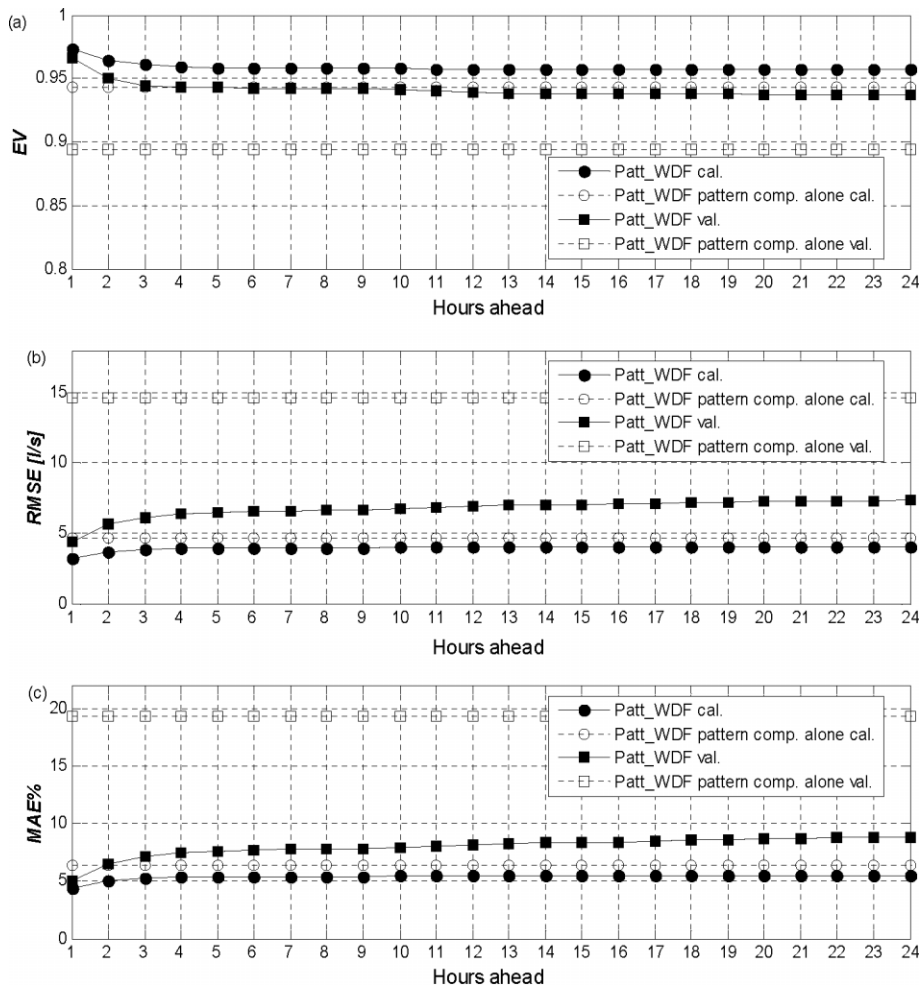 (a)
1
0.95
0.9
0.85
0.8
EV
Patt_WDF cal.
Patt_WDF pattern comp. alone cal.
Patt_WDF val.
Patt_WDF pattern comp. alone val.
1 2 3 4 5 6 7 8 9 10 11 12 13 14 15 16 17 18 19 20 21 22 23 24
Hours ahead
(b)
15
10
5
0
RMSE [l/s]
Patt_WDF cal.
Patt_WDF pattern comp. alone cal.
Patt_WDF val.
Patt_WDF pattern comp. alone val.
1 2 3 4 5 6 7 8 9 10 11 12 13 14 15 16 17 18 19 20 21 22 23 24
Hours ahead
(c)
20
15
10
5
0
MAE%
Patt_WDF cal.
Patt_WDF pattern comp. alone cal.
Patt_WDF val.
Patt_WDF pattern comp. alone val.
1 2 3 4 5 6 7 8 9 10 11 12 13 14 15 16 17 18 19 20 21 22 23 24
Hours ahead